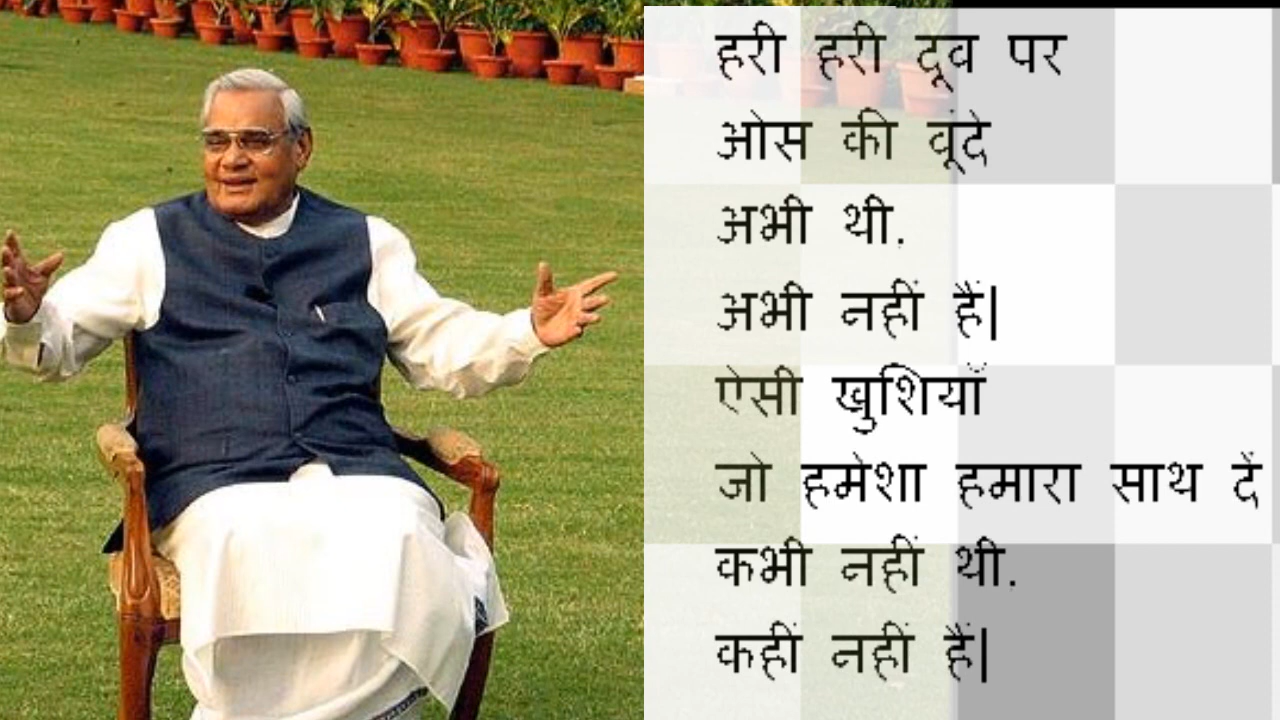 हरी हरी दूव पर
ओस की वूंदे
अभी थी.
अभी नहीं हैं|
ऐसी खुशियाँ
जो हमेशा हमारा साथ दें
कभी नहीं थी.
कहीं नहीं हैं|